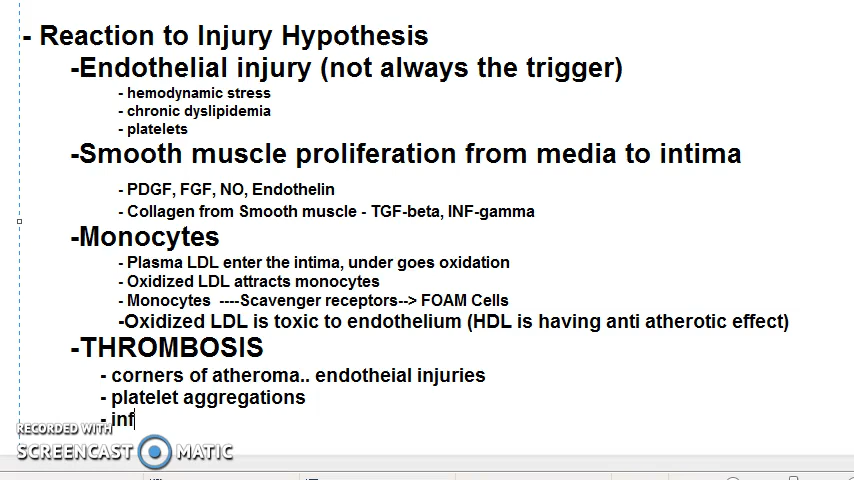 - Reaction to Injury Hypothesis
-Endothelial injury (not always the trigger)
- hemodynamic stress
- chronic dyslipidemia
- platelets
-Smooth muscle proliferation from media to intima
- PDGF, FGF, NO, Endothelin
- Collagen from Smooth muscle - TGF-beta, INF-gamma
-Monocytes
- Plasma LDL enter the intima, under goes oxidation
- Oxidized LDL attracts monocytes
- Monocytes ----Scavenger receptors--> FOAM Cells
-Oxidized LDL is toxic to endothelium (HDL is having anti atherotic effect)
-THROMBOSIS
- corners of atheroma.. endotheial injuries
- platelet aggregations
- inf
RECORDED WITH
SCREENCAST MATIC